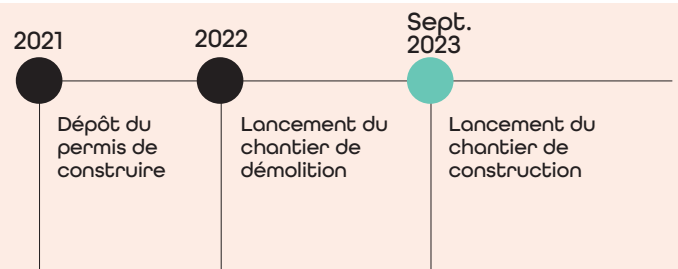 2021
Dépôt du
permis de
construire
2022
Lancement du
chantier de
démolition
Sept.
2023
Lancement du
chantier de
construction